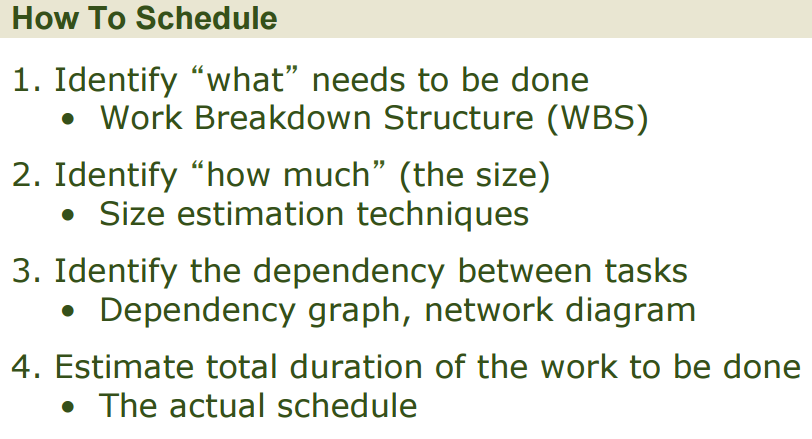 How To Schedule
1. Identify “what” needs to be done
• Work Breakdown Structure (WBS)
2. Identify “how much” (the size)
• Size estimation techniques
3. Identify the dependency between tasks
• Dependency graph, network diagram
4. Estimate total duration of the work to be done
• The actual schedule